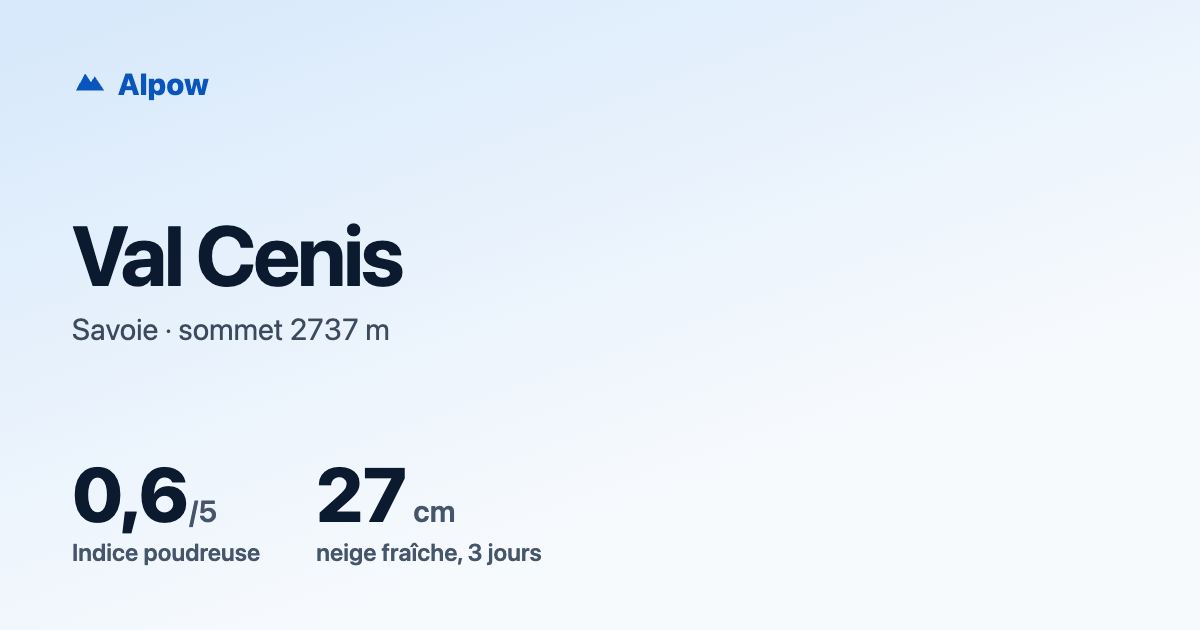 Alpow
Val Cenis
Savoie · sommet 2737 m
0,6/5
Indice poudreuse
27 cm
neige fraîche, 3 jours